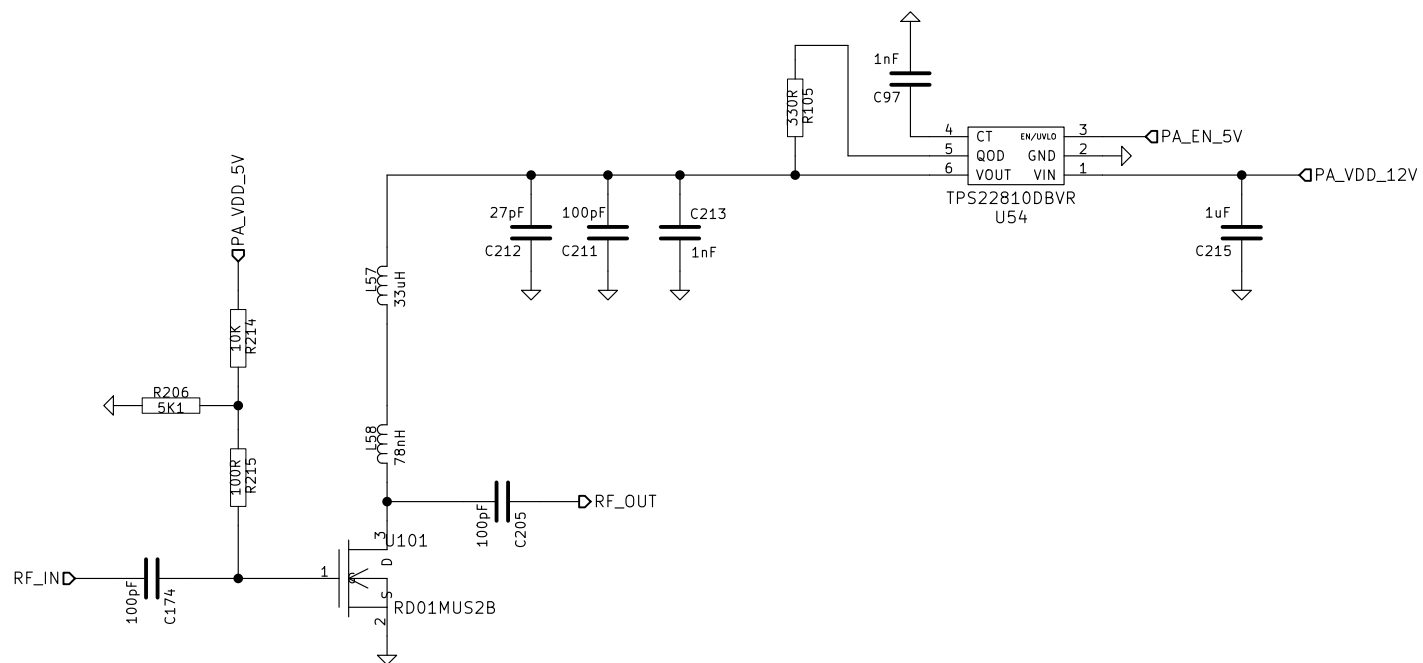 1nF
C97
330R
R105
4 CT EN/UVLO 3 PA_EN_5V
5 QOD GND 2
6 VOUT VIN 1 PA_VDD_12V
TPS22810DBVR
U54
PA_VDD_5V
27pF
C212
100pF
C211
C213
1nF
1uF
C215
L57
33uH
10K
R214
R206
5K1
L58
78nH
100R
R215
100pF
C205
RF_OUT
3
U101
D
1
G
S
RD01MUS2B
2
RF_IN
100pF
C174